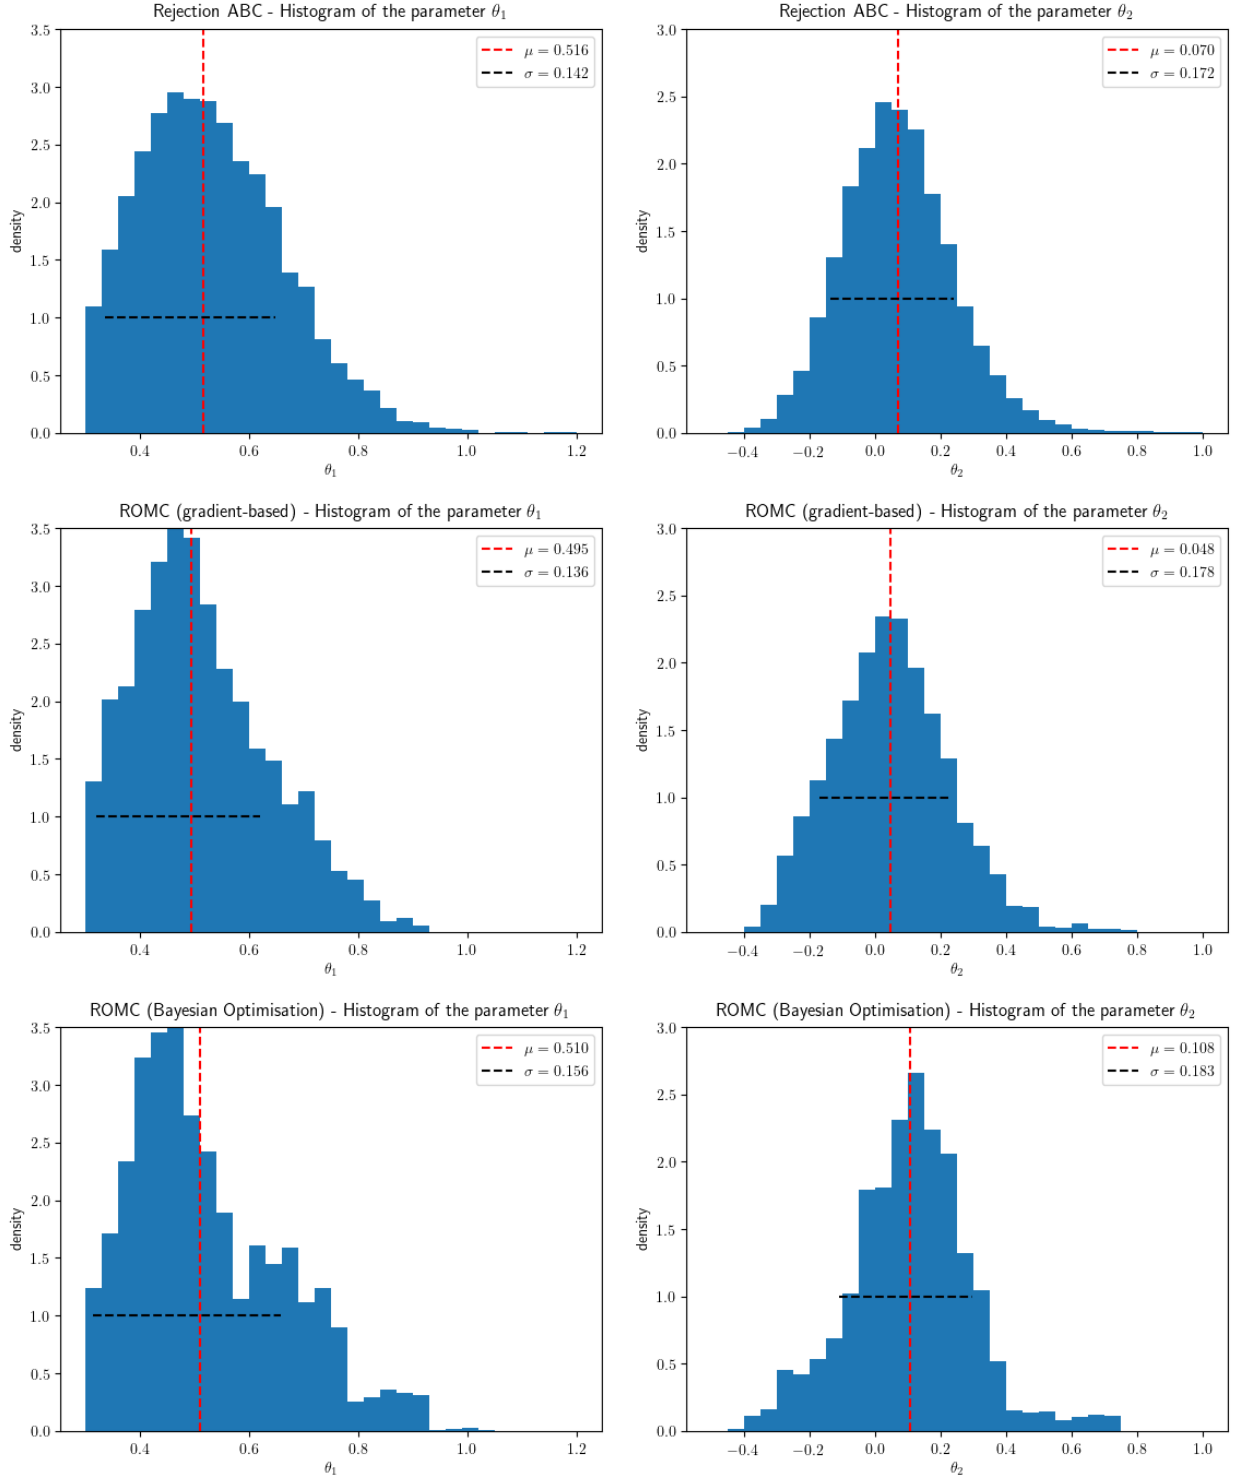 Rejection ABC - Histogram of the parameter θ₁
3.5
3.0
2.5
2.0
1.5
1.0
0.5
0.0
density
μ = 0.516
σ = 0.142
0.4 0.6 0.8 1.0 1.2
θ₁
Rejection ABC - Histogram of the parameter θ₂
3.0
2.5
2.0
1.5
1.0
0.5
0.0
density
μ = 0.070
σ = 0.172
−0.4 −0.2 0.0 0.2 0.4 0.6 0.8 1.0
θ₂
ROMC (gradient-based) - Histogram of the parameter θ₁
3.5
3.0
2.5
2.0
1.5
1.0
0.5
0.0
density
μ = 0.495
σ = 0.136
0.4 0.6 0.8 1.0 1.2
θ₁
ROMC (gradient-based) - Histogram of the parameter θ₂
3.0
2.5
2.0
1.5
1.0
0.5
0.0
density
μ = 0.048
σ = 0.178
−0.4 −0.2 0.0 0.2 0.4 0.6 0.8 1.0
θ₂
ROMC (Bayesian Optimisation) - Histogram of the parameter θ₁
3.5
3.0
2.5
2.0
1.5
1.0
0.5
0.0
density
μ = 0.510
σ = 0.156
0.4 0.6 0.8 1.0 1.2
θ₁
ROMC (Bayesian Optimisation) - Histogram of the parameter θ₂
3.0
2.5
2.0
1.5
1.0
0.5
0.0
density
μ = 0.108
σ = 0.183
−0.4 −0.2 0.0 0.2 0.4 0.6 0.8 1.0
θ₂